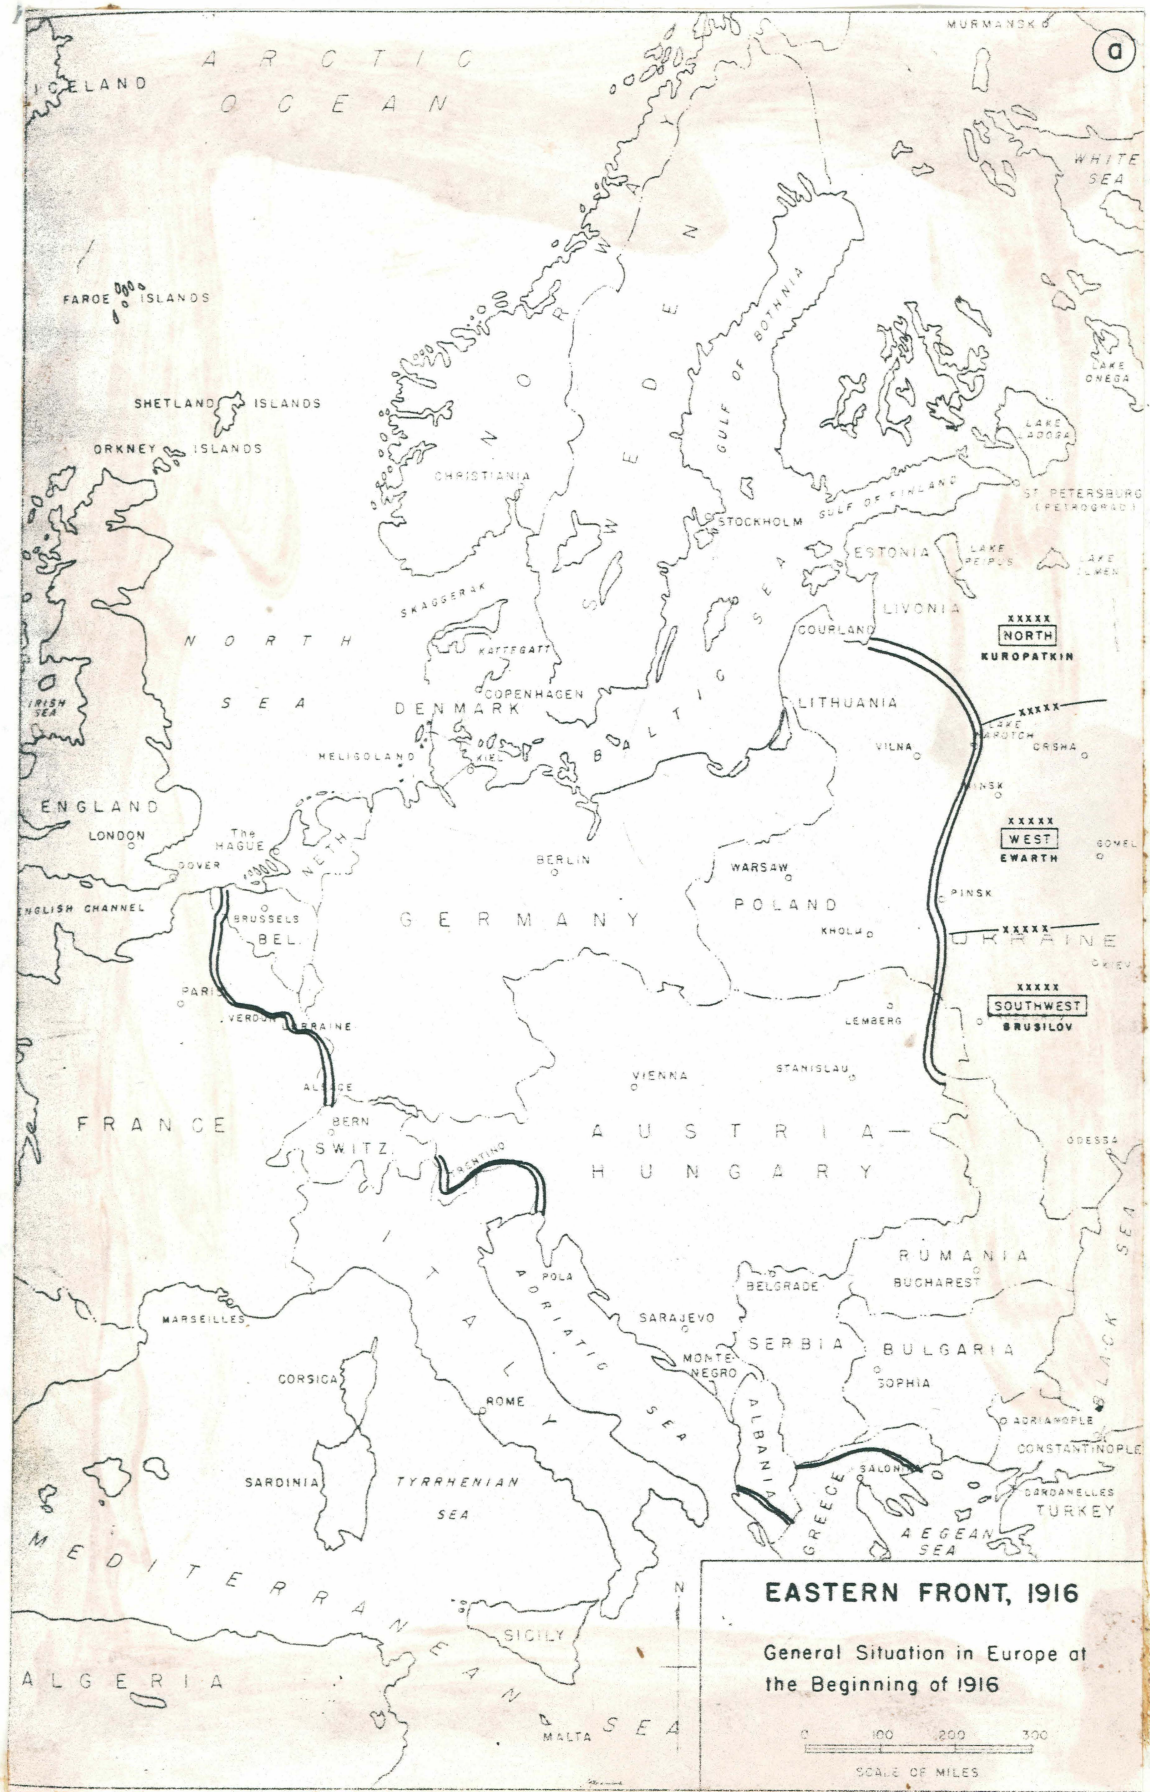 MURMANSK
a
ARCTIC
OCEAN
ICELAND
WHITE
SEA
FAROE ISLANDS
NORWAY
SWEDEN
GULF OF BOTHNIA
LAKE
ONEGA
SHETLAND ISLANDS
ORKNEY ISLANDS
LAKE
LADOGA
CHRISTIANIA
GULF OF FINLAND
ST PETERSBURG
(PETROGRAD)
STOCKHOLM
ESTONIA
LAKE
PEIPUS
LAKE
ILMEN
SKAGGERAK
LIVONIA
COURLAND
XXXXX
NORTH
KUROPATKIN
NORTH
SEA
KATTEGATT
BALTIC SEA
IRISH
SEA
COPENHAGEN
DENMARK
LITHUANIA
XXXXX
LAKE
NAROTCH
HELIGOLAND
KIEL
VILNA
ORSHA
MINSK
ENGLAND
LONDON
The
HAGUE
NETH
DOVER
BERLIN
WARSAW
XXXXX
WEST
EWARTH
GOMEL
ENGLISH CHANNEL
BRUSSELS
BEL.
GERMANY
POLAND
PINSK
KHOLM
XXXXX
UKRAINE
KIEV
PARIS
VERDUN
LORRAINE
LEMBERG
XXXXX
SOUTHWEST
BRUSILOV
ALSACE
VIENNA
STANISLAU
FRANCE
BERN
SWITZ.
TRENTINO
AUSTRIA—
HUNGARY
ODESSA
BLACK SEA
ITALY
POLA
ADRIATIC SEA
RUMANIA
BUCHAREST
BELGRADE
MARSEILLES
SARAJEVO
SERBIA
BULGARIA
MONTE-
NEGRO
SOPHIA
CORSICA
ROME
ALBANIA
ADRIANOPLE
CONSTANTINOPLE
SARDINIA
TYRRHENIAN
SEA
SALONIKA
GREECE
DARDANELLES
TURKEY
AEGEAN
SEA
MEDITERRANEAN SEA
SICILY
ALGERIA
MALTA
N
EASTERN FRONT, 1916
General Situation in Europe at
the Beginning of 1916
0 100 200 300
SCALE OF MILES